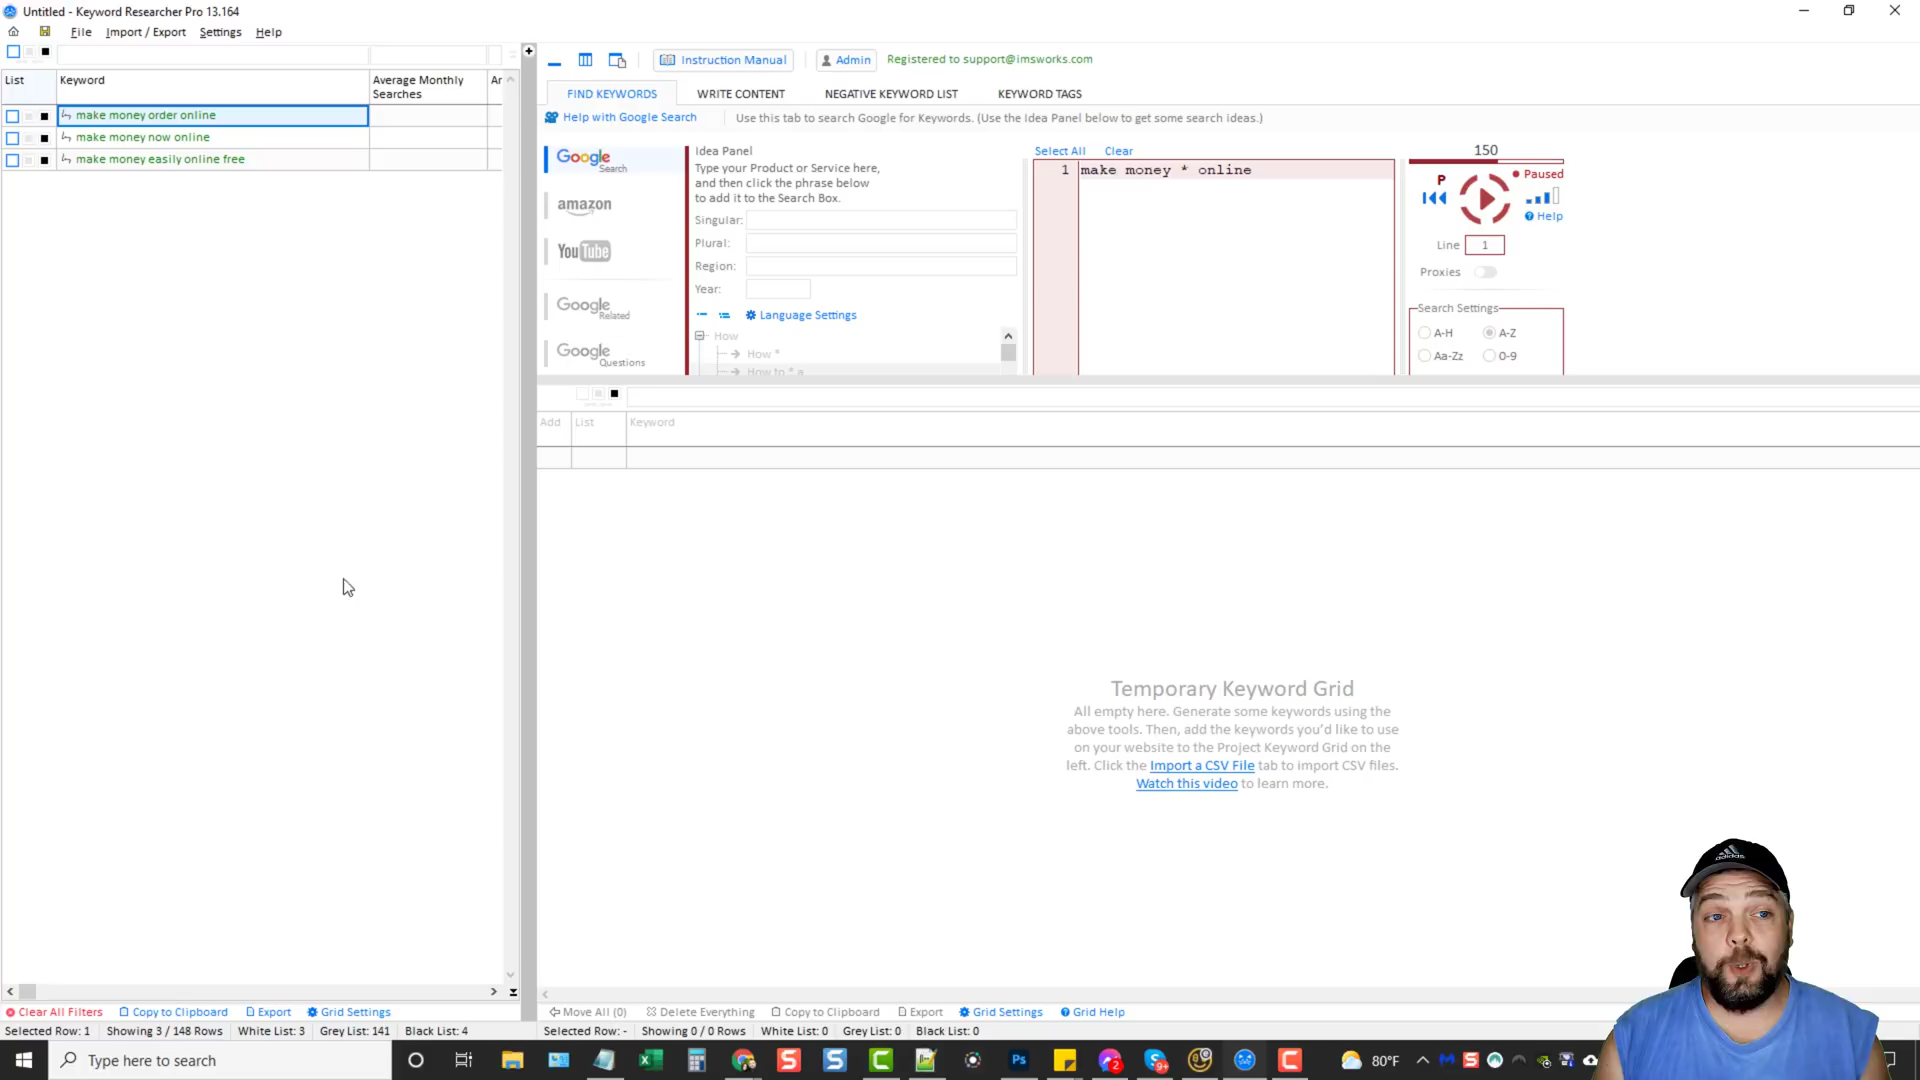 Untitled - Keyword Researcher Pro 13.164
File Import / Export Settings Help
List Keyword Average Monthly Searches Ar
make money order online
make money now online
make money easily online free
Clear All Filters Copy to Clipboard Export Grid Settings
Selected Row: 1 Showing 3 / 148 Rows White List: 3 Grey List: 141 Black List: 4
Instruction Manual Admin Registered to support@imsworks.com
FIND KEYWORDS WRITE CONTENT NEGATIVE KEYWORD LIST KEYWORD TAGS
Help with Google Search Use this tab to search Google for Keywords. (Use the Idea Panel below to get some search ideas.)
Google Search
amazon
YouTube
Google Related
Google Questions
Idea Panel
Type your Product or Service here,
and then click the phrase below
to add it to the Search Box.
Singular:
Plural:
Region:
Year:
Language Settings
How
How *
How to * a
Select All Clear
1 make money * online
150
P Paused
Help
Line 1
Proxies
Search Settings
A-H A-Z
Aa-Zz 0-9
Add List Keyword
Temporary Keyword Grid
All empty here. Generate some keywords using the
above tools. Then, add the keywords you'd like to use
on your website to the Project Keyword Grid on the
left. Click the Import a CSV File tab to import CSV files.
Watch this video to learn more.
Move All (0) Delete Everything Copy to Clipboard Export Grid Settings Grid Help
Selected Row: - Showing 0 / 0 Rows White List: 0 Grey List: 0 Black List: 0
adidas
Type here to search
80°F